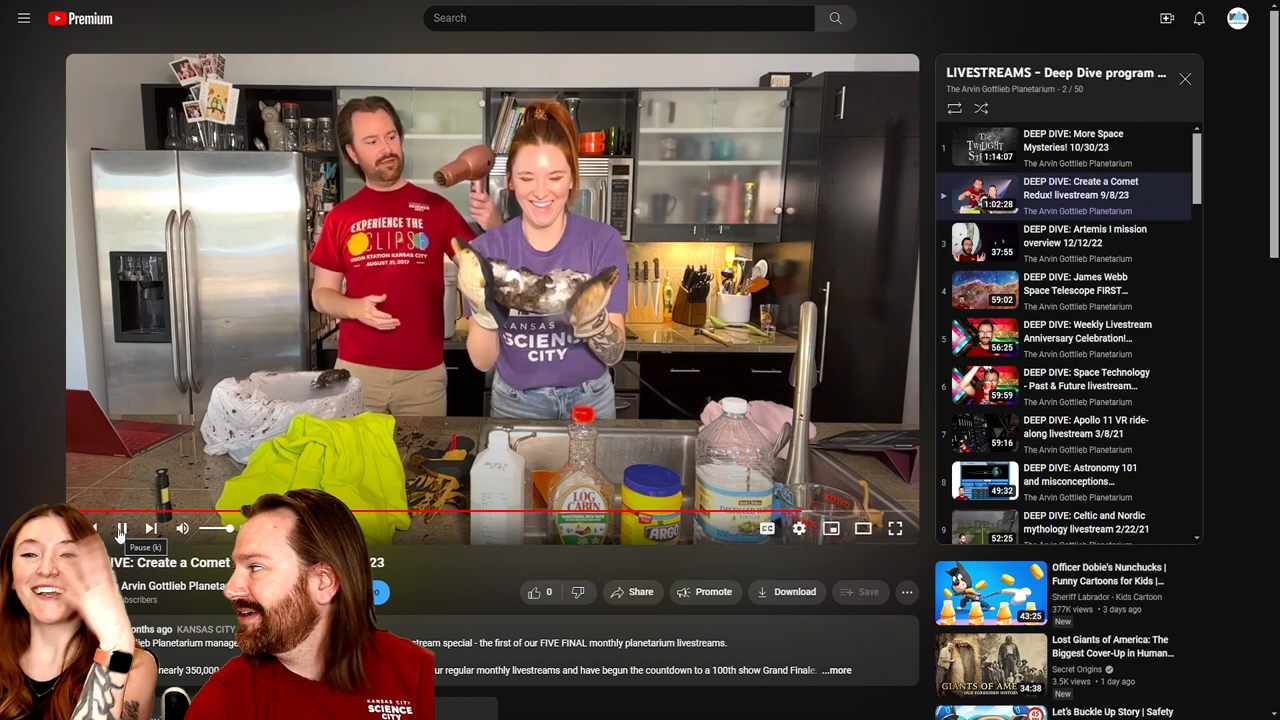 Premium
Search
EXPERIENCE THE
ECLIPSE
UNION STATION KANSAS CITY
AUGUST 21, 2017
KANSAS
SCIENCE
CITY
LOG
CABIN
ARGO
CC
Pause (k)
IVE: Create a Comet
23
Arvin Gottlieb Planeta
bscribers
0
Share
Promote
Download
Save
onths ago KANSAS CITY
lieb Planetarium manage
tream special - the first of our FIVE FINAL monthly planetarium livestreams.
nearly 350,000
ur regular monthly livestreams and have begun the countdown to a 100th show Grand Finale
...more
KANSAS CITY
SCIENCE
CITY
LIVESTREAMS - Deep Dive program ...
The Arvin Gottlieb Planetarium - 2 / 50
1
1:14:07
DEEP DIVE: More Space
Mysteries! 10/30/23
The Arvin Gottlieb Planetarium
1:02:28
DEEP DIVE: Create a Comet
Redux! livestream 9/8/23
The Arvin Gottlieb Planetarium
3
37:55
DEEP DIVE: Artemis I mission
overview 12/12/22
The Arvin Gottlieb Planetarium
4
59:02
DEEP DIVE: James Webb
Space Telescope FIRST...
The Arvin Gottlieb Planetarium
5
56:25
DEEP DIVE: Weekly Livestream
Anniversary Celebration!...
The Arvin Gottlieb Planetarium
6
59:59
DEEP DIVE: Space Technology
- Past & Future livestream...
The Arvin Gottlieb Planetarium
7
59:16
DEEP DIVE: Apollo 11 VR ride-
along livestream 3/8/21
The Arvin Gottlieb Planetarium
8
49:32
DEEP DIVE: Astronomy 101
and misconceptions...
The Arvin Gottlieb Planetarium
9
52:25
DEEP DIVE: Celtic and Nordic
mythology livestream 2/22/21
The Arvin Gottlieb Planetarium
43:25
Officer Dobie's Nunchucks |
Funny Cartoons for Kids |...
Sheriff Labrador - Kids Cartoon
377K views • 3 days ago
New
GIANTS OF AME
34:38
Lost Giants of America: The
Biggest Cover-Up in Human...
Secret Origins
3.5K views • 1 day ago
New
Let's Buckle Up Story | Safety